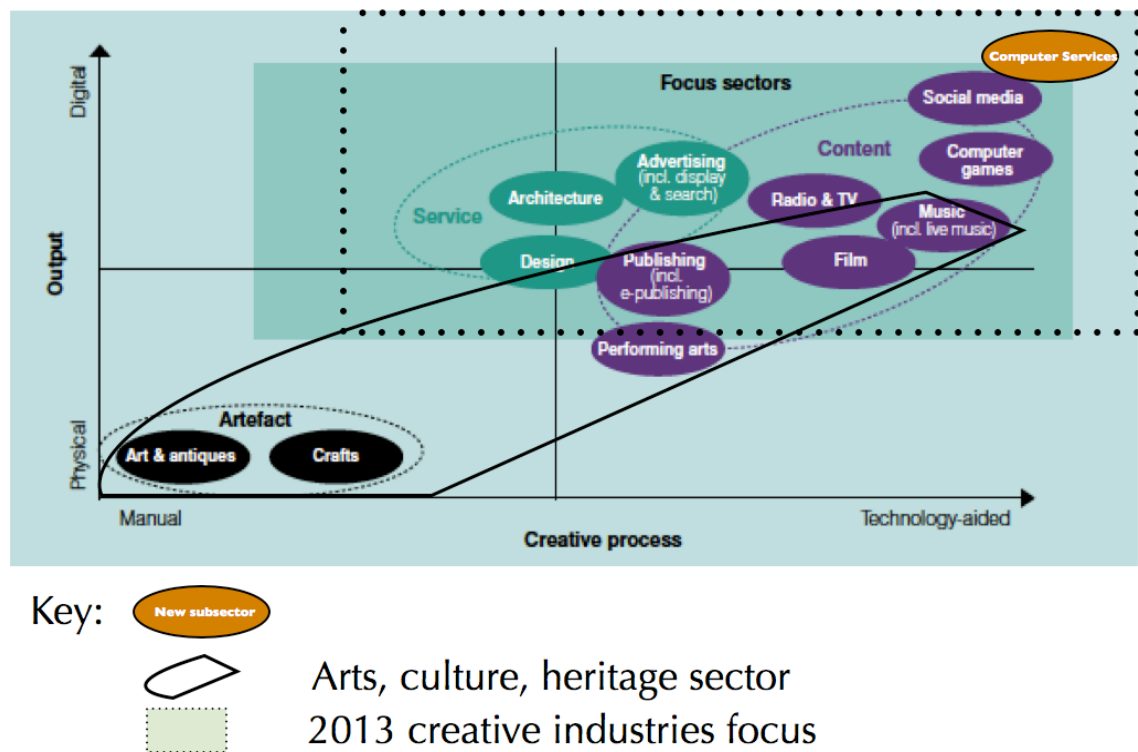 Computer Services
Digital
Focus sectors
Social media
Content
Advertising
(incl. display
& search)
Computer
games
Architecture
Radio & TV
Service
Music
(incl. live music)
Output
Design
Publishing
(incl.
e-publishing)
Film
Performing arts
Artefact
Physical
Art & antiques
Crafts
Manual
Technology-aided
Creative process
Key:
New subsector
Arts, culture, heritage sector
2013 creative industries focus